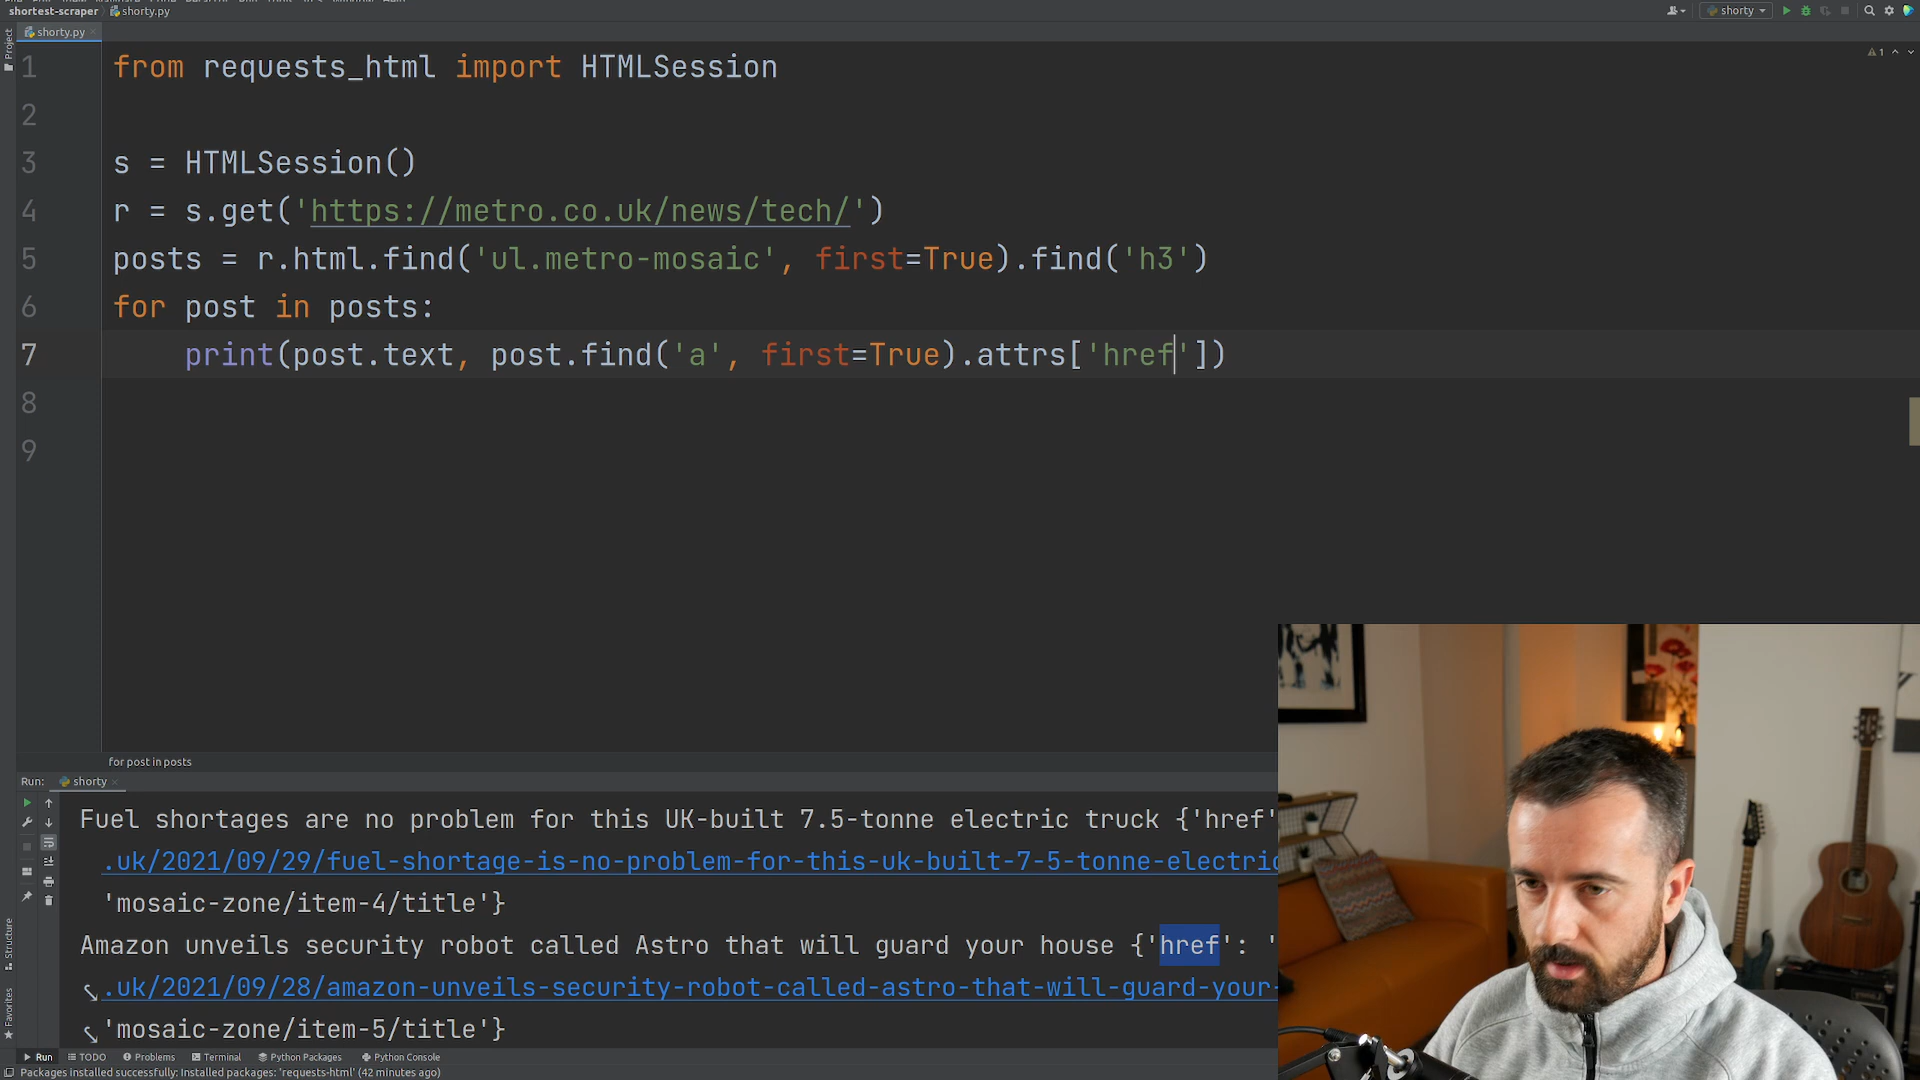 shortest-scraper shorty.py
shorty
shorty.py
Project
1 from requests_html import HTMLSession
2
3 s = HTMLSession()
4 r = s.get('https://metro.co.uk/news/tech/')
5 posts = r.html.find('ul.metro-mosaic', first=True).find('h3')
6 for post in posts:
7 print(post.text, post.find('a', first=True).attrs['href'])
8
9
1
for post in posts
Run: shorty
Fuel shortages are no problem for this UK-built 7.5-tonne electric truck {'href'
.uk/2021/09/29/fuel-shortage-is-no-problem-for-this-uk-built-7-5-tonne-electric
'mosaic-zone/item-4/title'}
Amazon unveils security robot called Astro that will guard your house {'href': '
.uk/2021/09/28/amazon-unveils-security-robot-called-astro-that-will-guard-your-
'mosaic-zone/item-5/title'}
Structure
Favorites
Run TODO Problems Terminal Python Packages Python Console
Packages installed successfully: Installed packages: 'requests-html' (42 minutes ago)